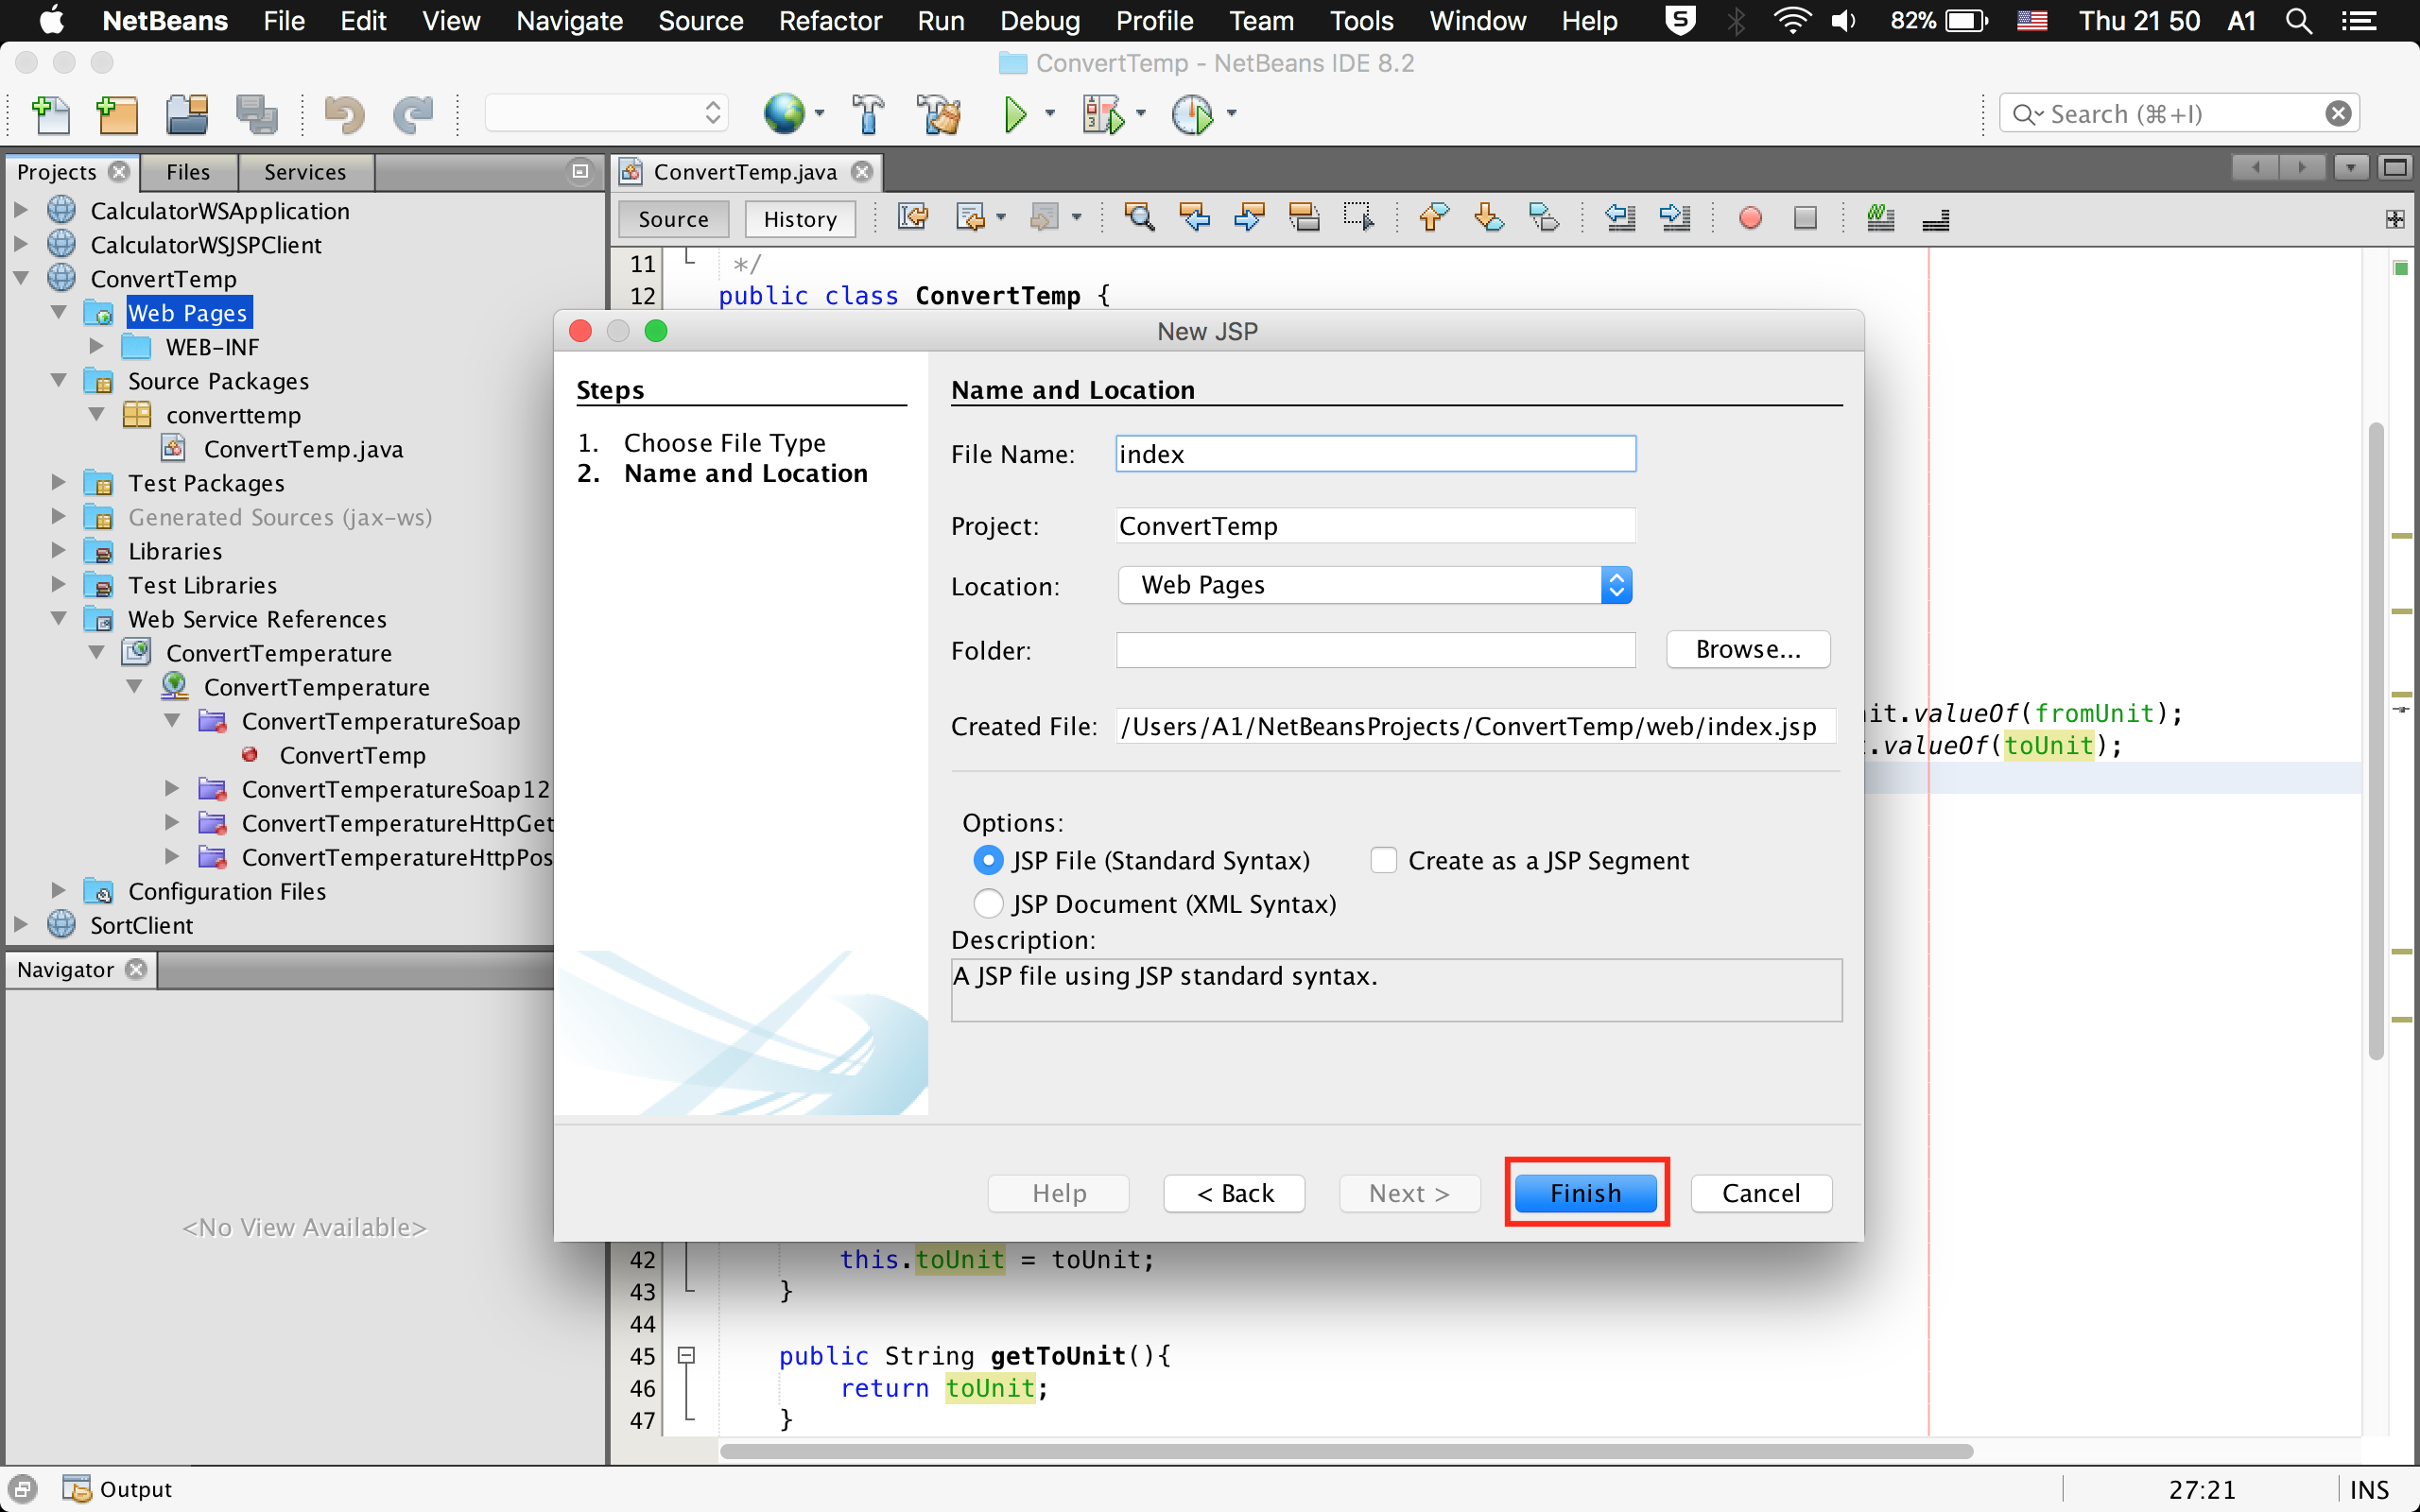 NetBeans File Edit View Navigate Source Refactor Run Debug Profile Team Tools Window Help S 82% Thu 21 50 A1
ConvertTemp - NetBeans IDE 8.2
Search (⌘+I)
Projects Files Services
CalculatorWSApplication
CalculatorWSJSPClient
ConvertTemp
Web Pages
WEB-INF
Source Packages
converttemp
ConvertTemp.java
Test Packages
Generated Sources (jax-ws)
Libraries
Test Libraries
Web Service References
ConvertTemperature
ConvertTemperature
ConvertTemperatureSoap
ConvertTemp
ConvertTemperatureSoap12
ConvertTemperatureHttpGet
ConvertTemperatureHttpPos
Configuration Files
SortClient
Navigator
<No View Available>
ConvertTemp.java
Source History
11 */
12 public class ConvertTemp {
New JSP
Steps
1. Choose File Type
2. Name and Location
Name and Location
File Name: index
Project: ConvertTemp
Location: Web Pages
Folder: Browse...
Created File: /Users/A1/NetBeansProjects/ConvertTemp/web/index.jsp
Options:
JSP File (Standard Syntax) Create as a JSP Segment
JSP Document (XML Syntax)
Description:
A JSP file using JSP standard syntax.
Help < Back Next > Finish Cancel
it.valueOf(fromUnit);
.valueOf(toUnit);
42 this.toUnit = toUnit;
43 }
44
45 public String getToUnit(){
46 return toUnit;
47 }
Output 27:21 INS